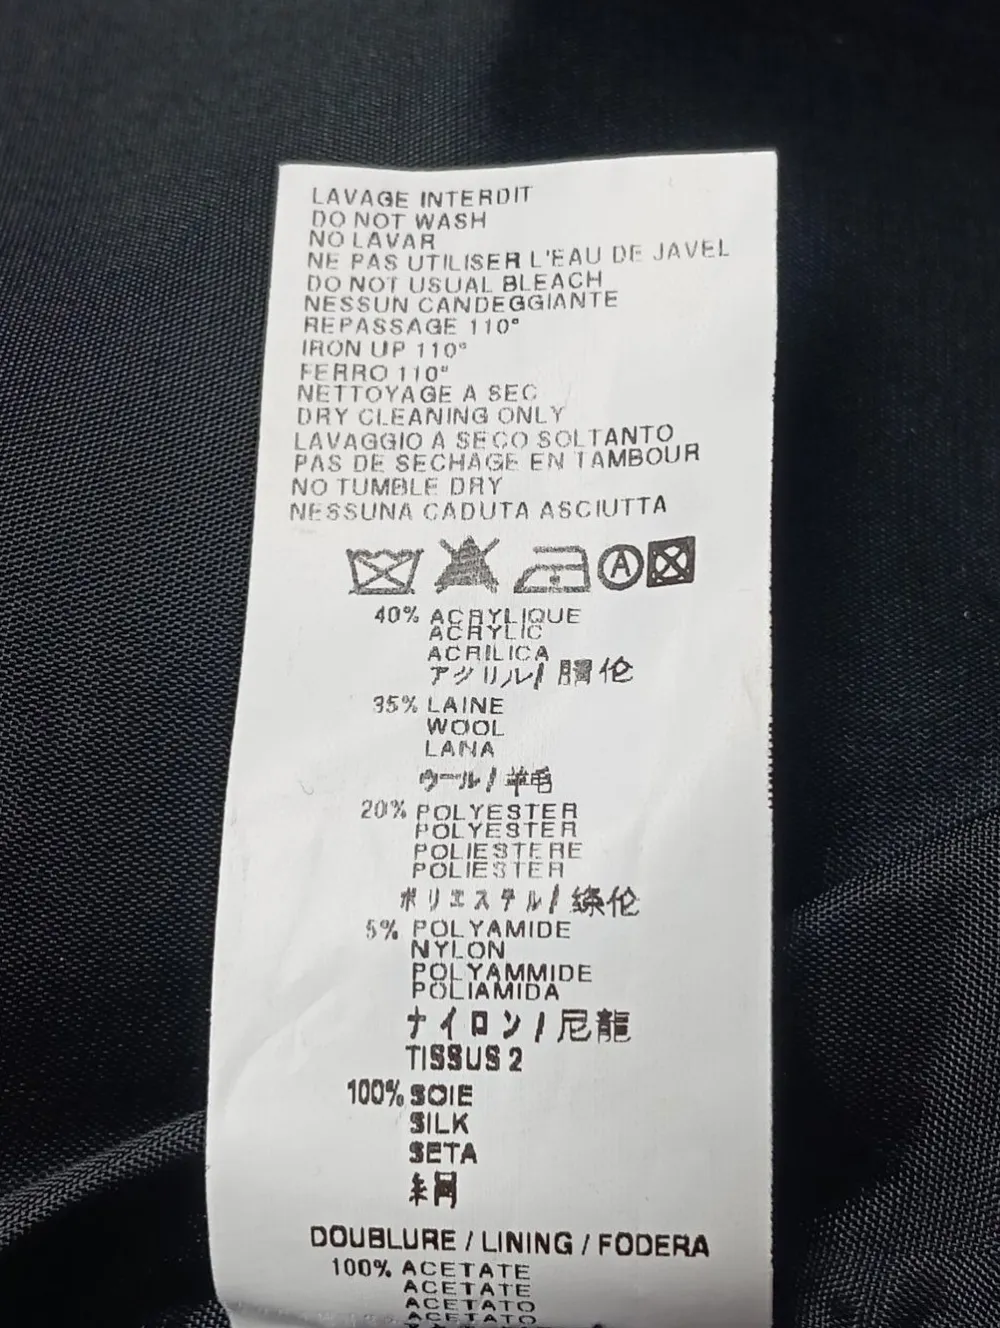 LAVAGE INTERDIT
DO NOT WASH
NO LAVAR
NE PAS UTILISER L'EAU DE JAVEL
DO NOT USUAL BLEACH
NESSUN CANDEGGIANTE
REPASSAGE 110°
IRON UP 110°
FERRO 110°
NETTOYAGE A SEC
DRY CLEANING ONLY
LAVAGGIO A SECO SOLTANTO
PAS DE SECHAGE EN TAMBOUR
NO TUMBLE DRY
NESSUNA CADUTA ASCIUTTA
A
40% ACRYLIQUE
ACRYLIC
ACRILICA
アクリル/
35% LAINE
WOOL
LANA
ウール/羊毛
20% POLYESTER
POLYESTER
POLIESTERE
POLIESTER
ポリエステル/
5% POLYAMIDE
NYLON
POLYAMMIDE
POLIAMIDA
ナイロン/尼龍
TISSUS 2
100% SOIE
SILK
SETA
絹
DOUBLURE / LINING / FODERA
100% ACETATE
ACETATE
ACETATO
ACETATO